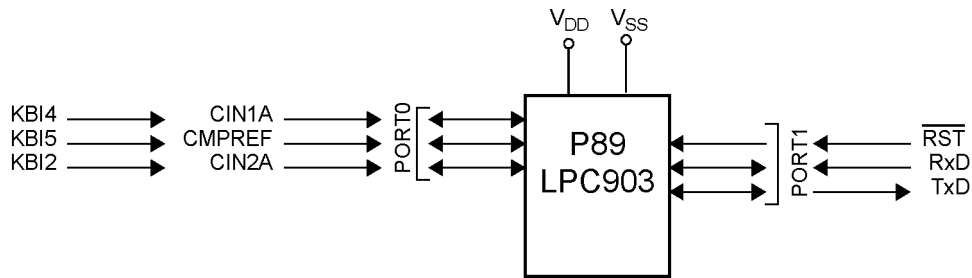 VDD VSS
KBI4 CIN1A
KBI5 CMPREF
KBI2 CIN2A
PORT0
P89
LPC903
PORT1
RST
RxD
TxD